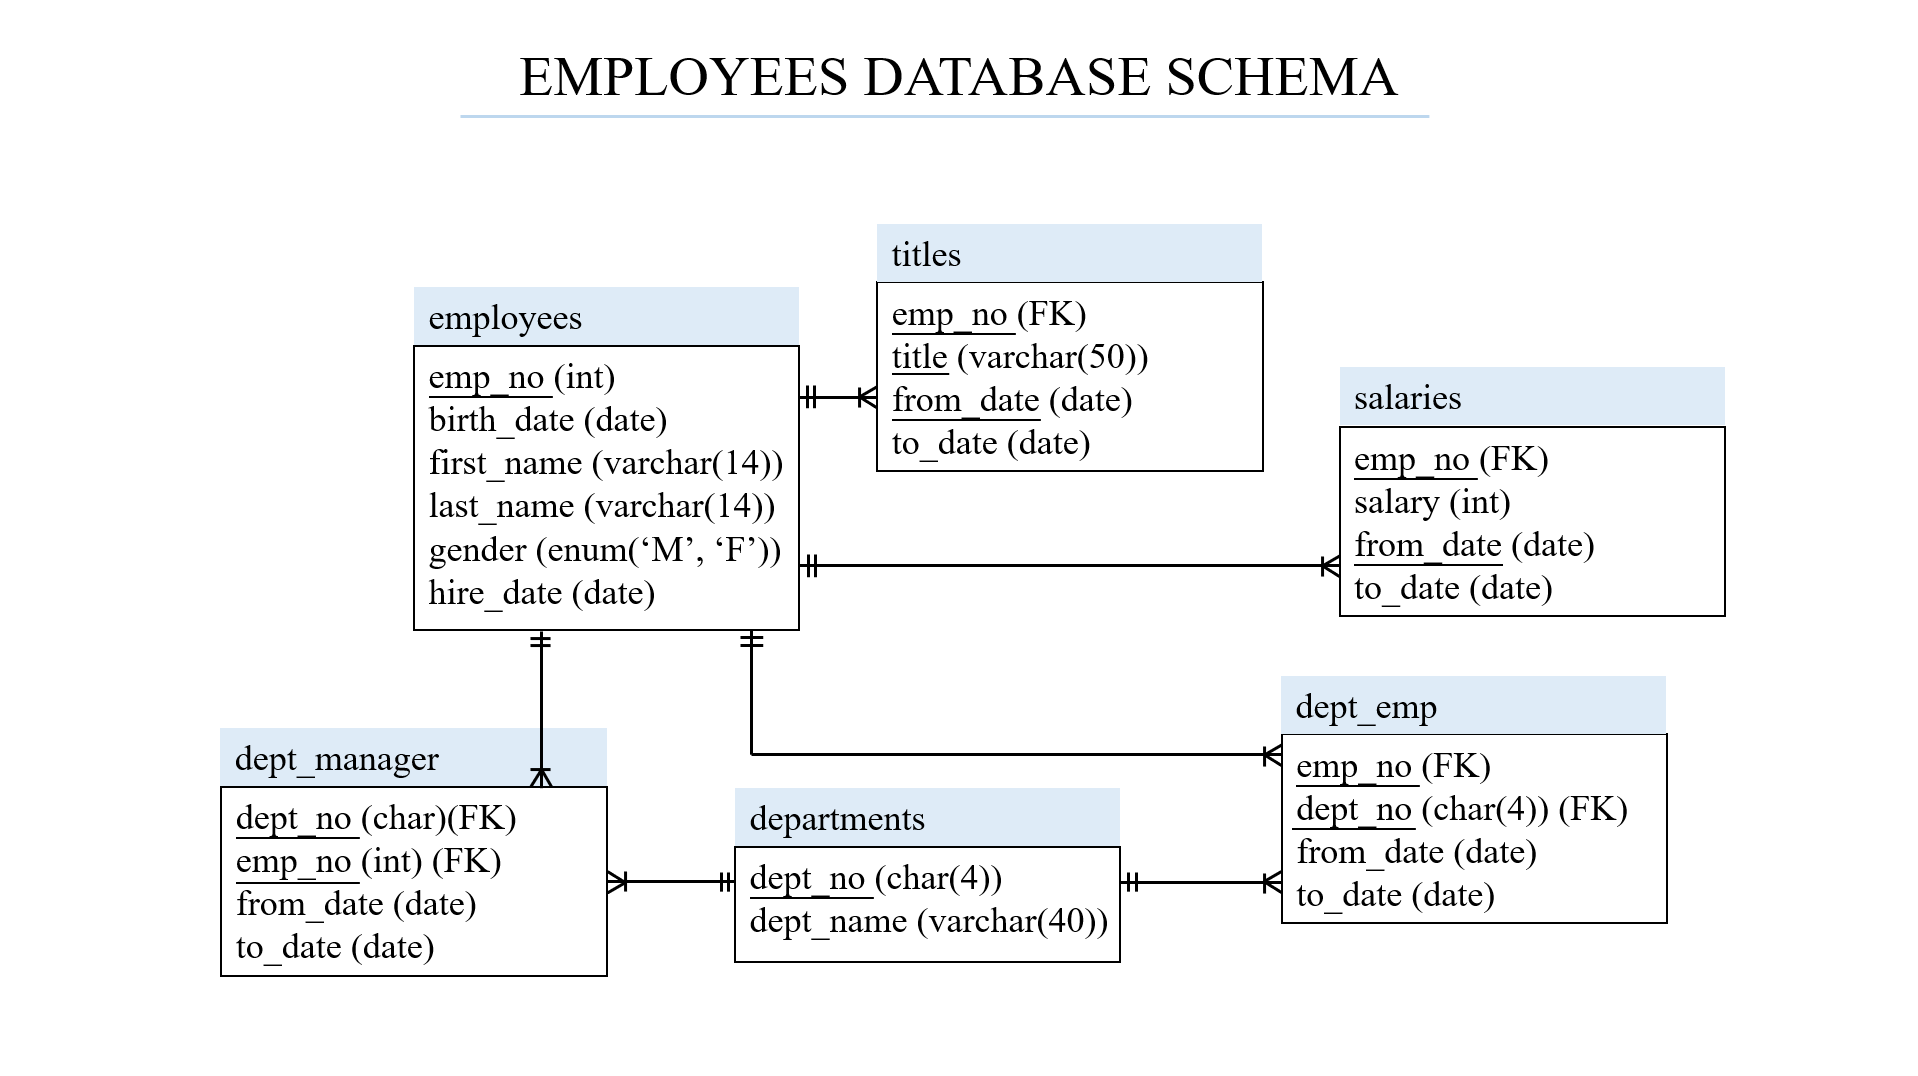 EMPLOYEES DATABASE SCHEMA
titles
emp_no (FK)
title (varchar(50))
from_date (date)
to_date (date)
employees
emp_no (int)
birth_date (date)
first_name (varchar(14))
last_name (varchar(14))
gender (enum(‘M’, ‘F’))
hire_date (date)
salaries
emp_no (FK)
salary (int)
from_date (date)
to_date (date)
dept_emp
emp_no (FK)
dept_no (char(4)) (FK)
from_date (date)
to_date (date)
dept_manager
dept_no (char)(FK)
emp_no (int) (FK)
from_date (date)
to_date (date)
departments
dept_no (char(4))
dept_name (varchar(40))